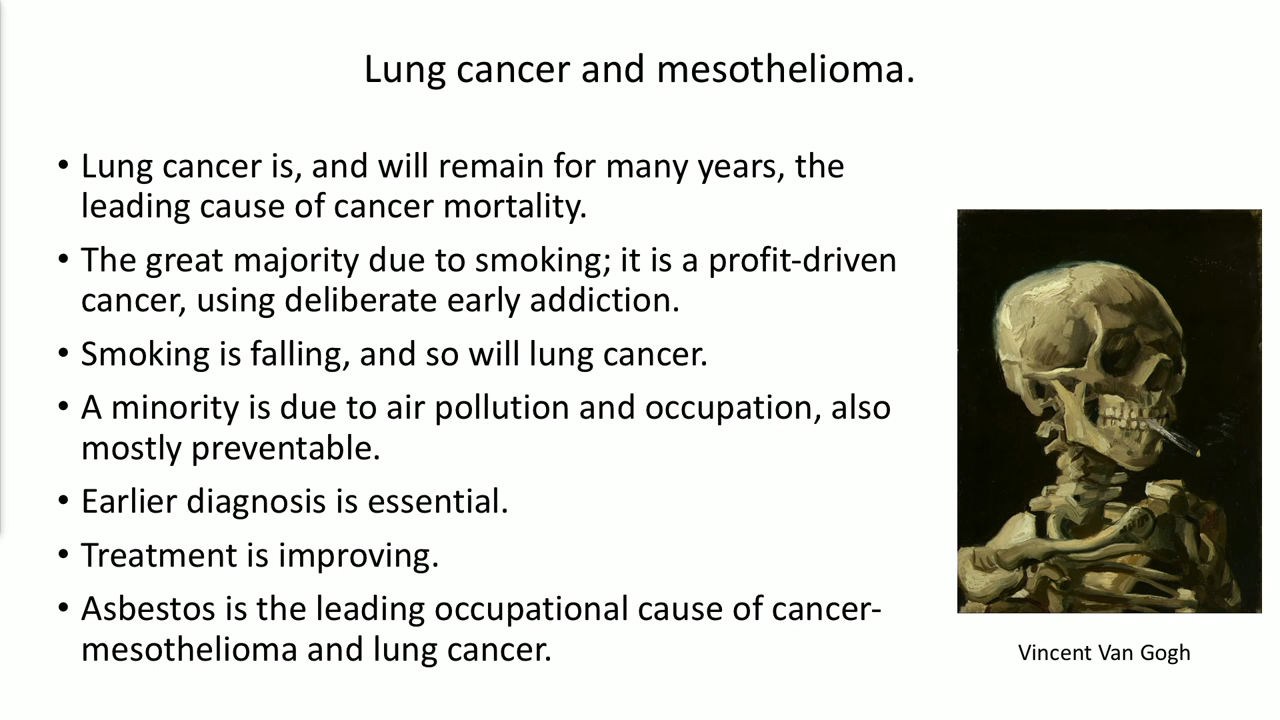 Lung cancer and mesothelioma.
• Lung cancer is, and will remain for many years, the
leading cause of cancer mortality.
• The great majority due to smoking; it is a profit-driven
cancer, using deliberate early addiction.
• Smoking is falling, and so will lung cancer.
• A minority is due to air pollution and occupation, also
mostly preventable.
• Earlier diagnosis is essential.
• Treatment is improving.
• Asbestos is the leading occupational cause of cancer-
mesothelioma and lung cancer.
Vincent Van Gogh